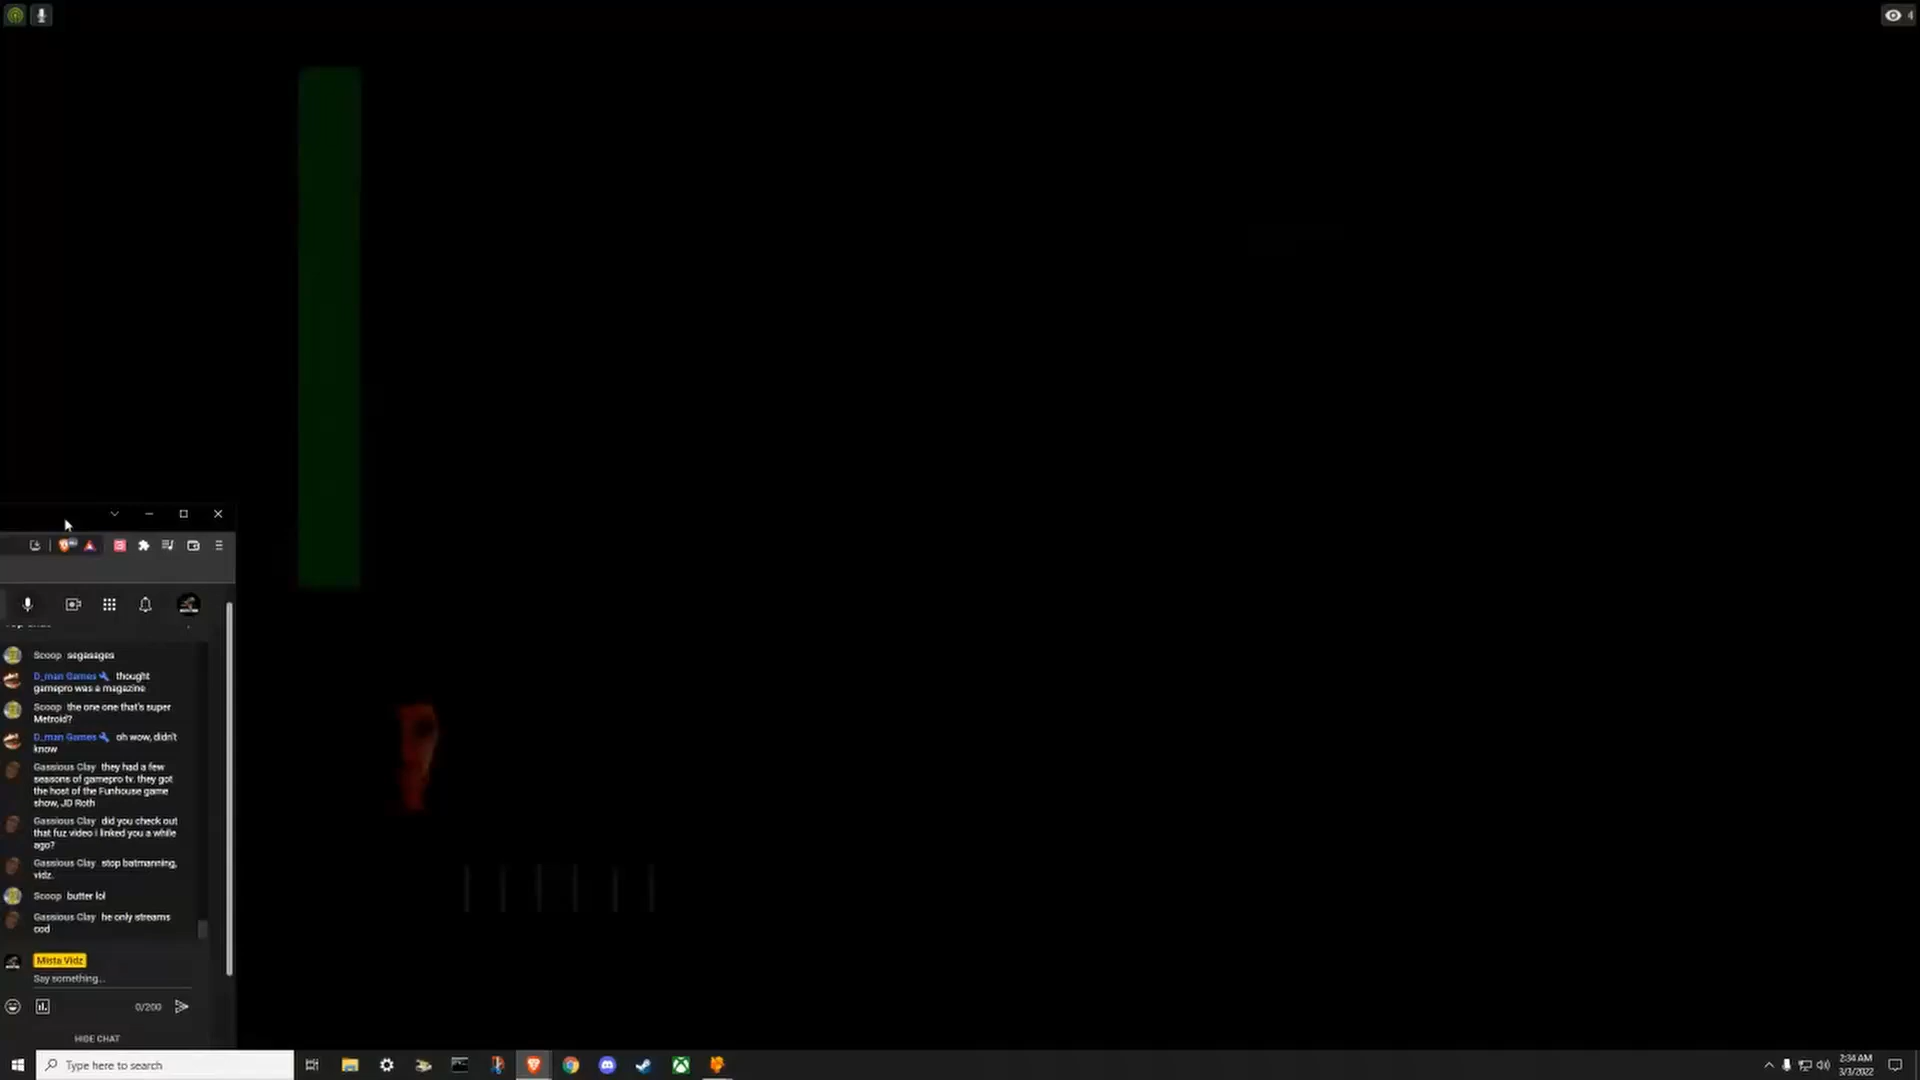 4
Scoop segasages
D_man Games thought
gamepro was a magazine
Scoop the one one that's super
Metroid?
D_man Games oh wow, didn't
know
Gassious Clay they had a few
seasons of gamepro tv. they got
the host of the Funhouse game
show, JD Roth
Gassious Clay did you check out
that fuz video i linked you a while
ago?
Gassious Clay stop batmanning,
vidz.
Scoop butter lol
Gassious Clay he only streams
cod
Mista Vidz
Say something...
0/200
HIDE CHAT
Type here to search
2:34 AM
3/3/2022